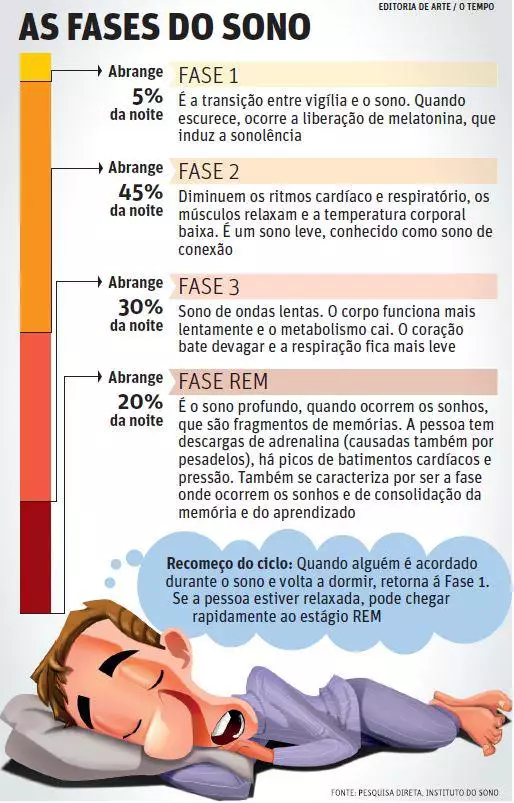 EDITORIA DE ARTE / O TEMPO
AS FASES DO SONO
Abrange
5%
da noite
FASE 1
É a transição entre vigília e o sono. Quando
escurece, ocorre a liberação de melatonina, que
induz a sonolência
Abrange
45%
da noite
FASE 2
Diminuem os ritmos cardíaco e respiratório, os
músculos relaxam e a temperatura corporal
baixa. É um sono leve, conhecido como sono de
conexão
Abrange
30%
da noite
FASE 3
Sono de ondas lentas. O corpo funciona mais
lentamente e o metabolismo cai. O coração
bate devagar e a respiração fica mais leve
Abrange
20%
da noite
FASE REM
É o sono profundo, quando ocorrem os sonhos,
que são fragmentos de memórias. A pessoa tem
descargas de adrenalina (causadas também por
pesadelos), há picos de batimentos cardíacos e
pressão. Também se caracteriza por ser a fase
onde ocorrem os sonhos e de consolidação da
memória e do aprendizado
Recomeço do ciclo: Quando alguém é acordado
durante o sono e volta a dormir, retorna á Fase 1.
Se a pessoa estiver relaxada, pode chegar
rapidamente ao estágio REM
FONTE: PESQUISA DIRETA, INSTITUTO DO SONO